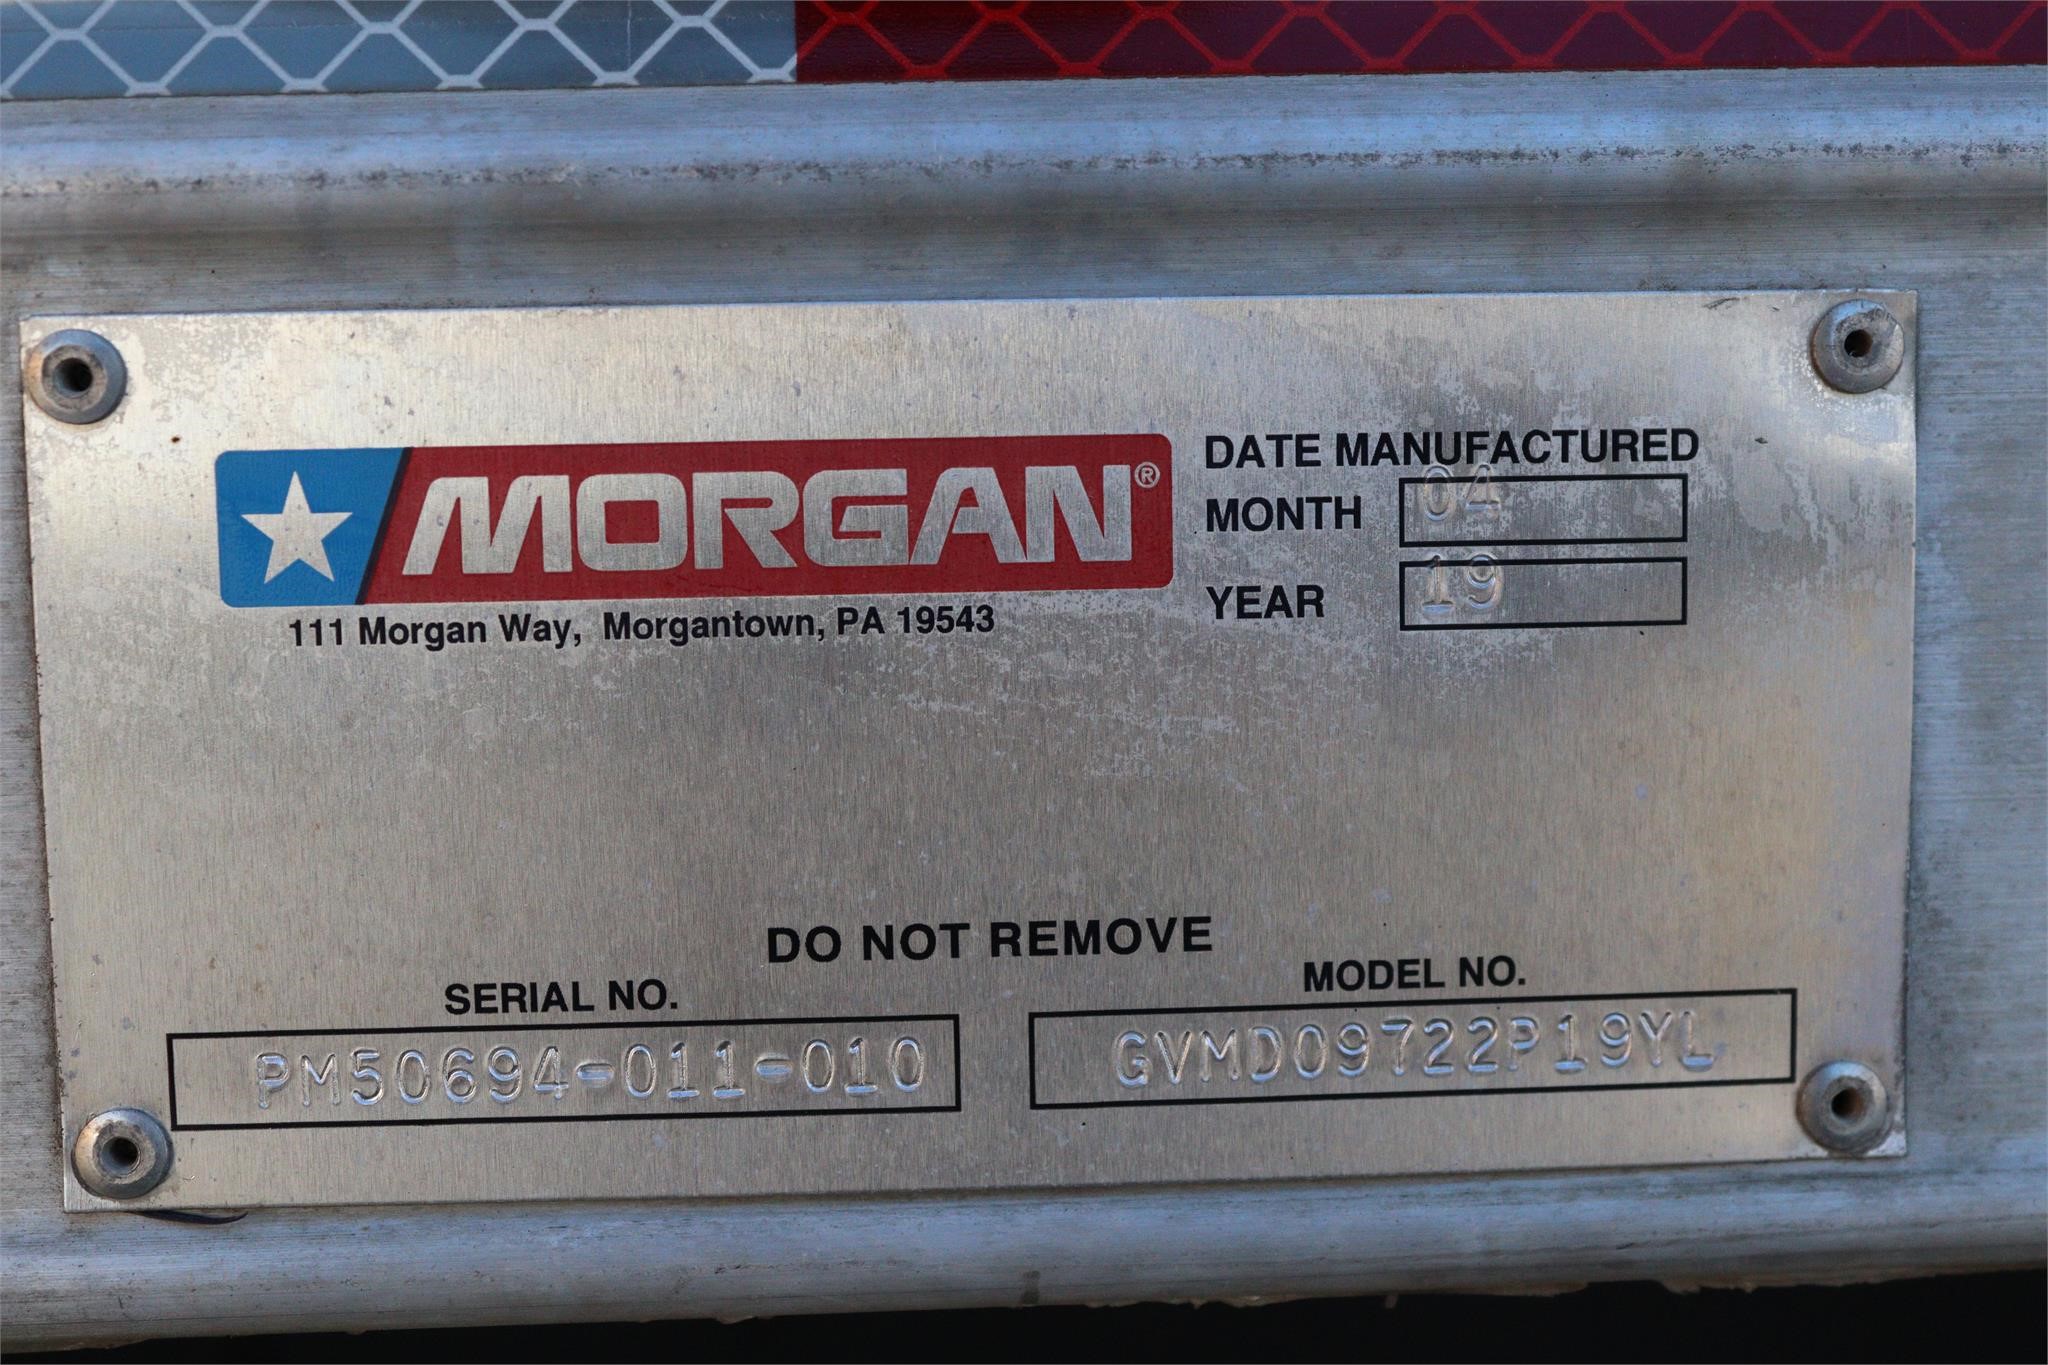 MORGAN®
111 Morgan Way, Morgantown, PA 19543
DATE MANUFACTURED
MONTH 04
YEAR 19
DO NOT REMOVE
SERIAL NO.
PM50694-011-010
MODEL NO.
GVMD09722P19YL